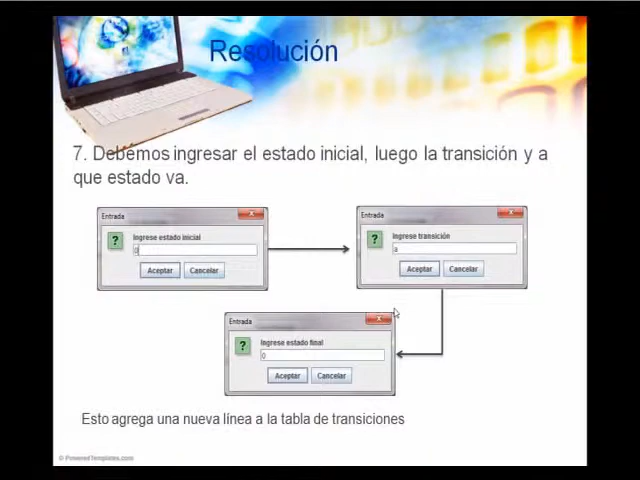 Resolución
7. Debemos ingresar el estado inicial, luego la transición y a
que estado va.
Entrada
Ingrese estado inicial
Aceptar Cancelar
Entrada
Ingrese transición
a
Aceptar Cancelar
Entrada
Ingrese estado final
0
Aceptar Cancelar
Esto agrega una nueva línea a la tabla de transiciones
© PoweredTemplates.com